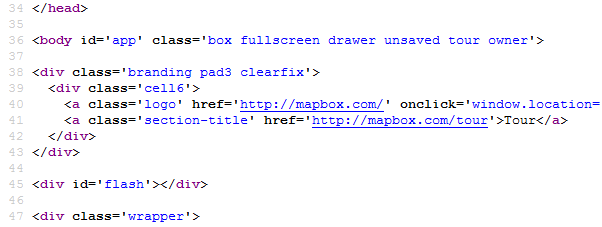 34 </head>
35
36 <body id='app' class='box fullscreen drawer unsaved tour owner'>
37
38 <div class='branding pad3 clearfix'>
39   <div class='cell6'>
40     <a class='logo' href='http://mapbox.com/' onclick='window.location=
41     <a class='section-title' href='http://mapbox.com/tour'>Tour</a>
42   </div>
43 </div>
44
45 <div id='flash'></div>
46
47 <div class='wrapper'>